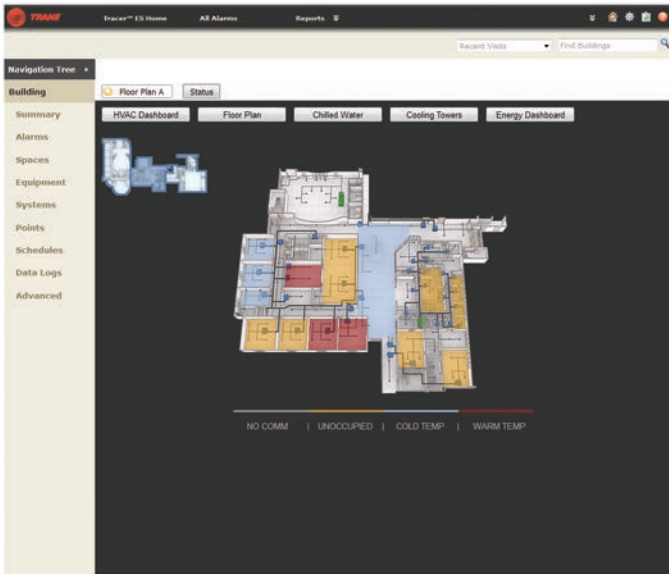 TRANE
Tracer™ ES Home
All Alarms
Reports
Recent Visits
Find Buildings
Navigation Tree
Building
Floor Plan A
Status
Summary
Alarms
Spaces
Equipment
Systems
Points
Schedules
Data Logs
Advanced
HVAC Dashboard
Floor Plan
Chilled Water
Cooling Towers
Energy Dashboard
NO COMM | UNOCCUPIED | COLD TEMP | WARM TEMP